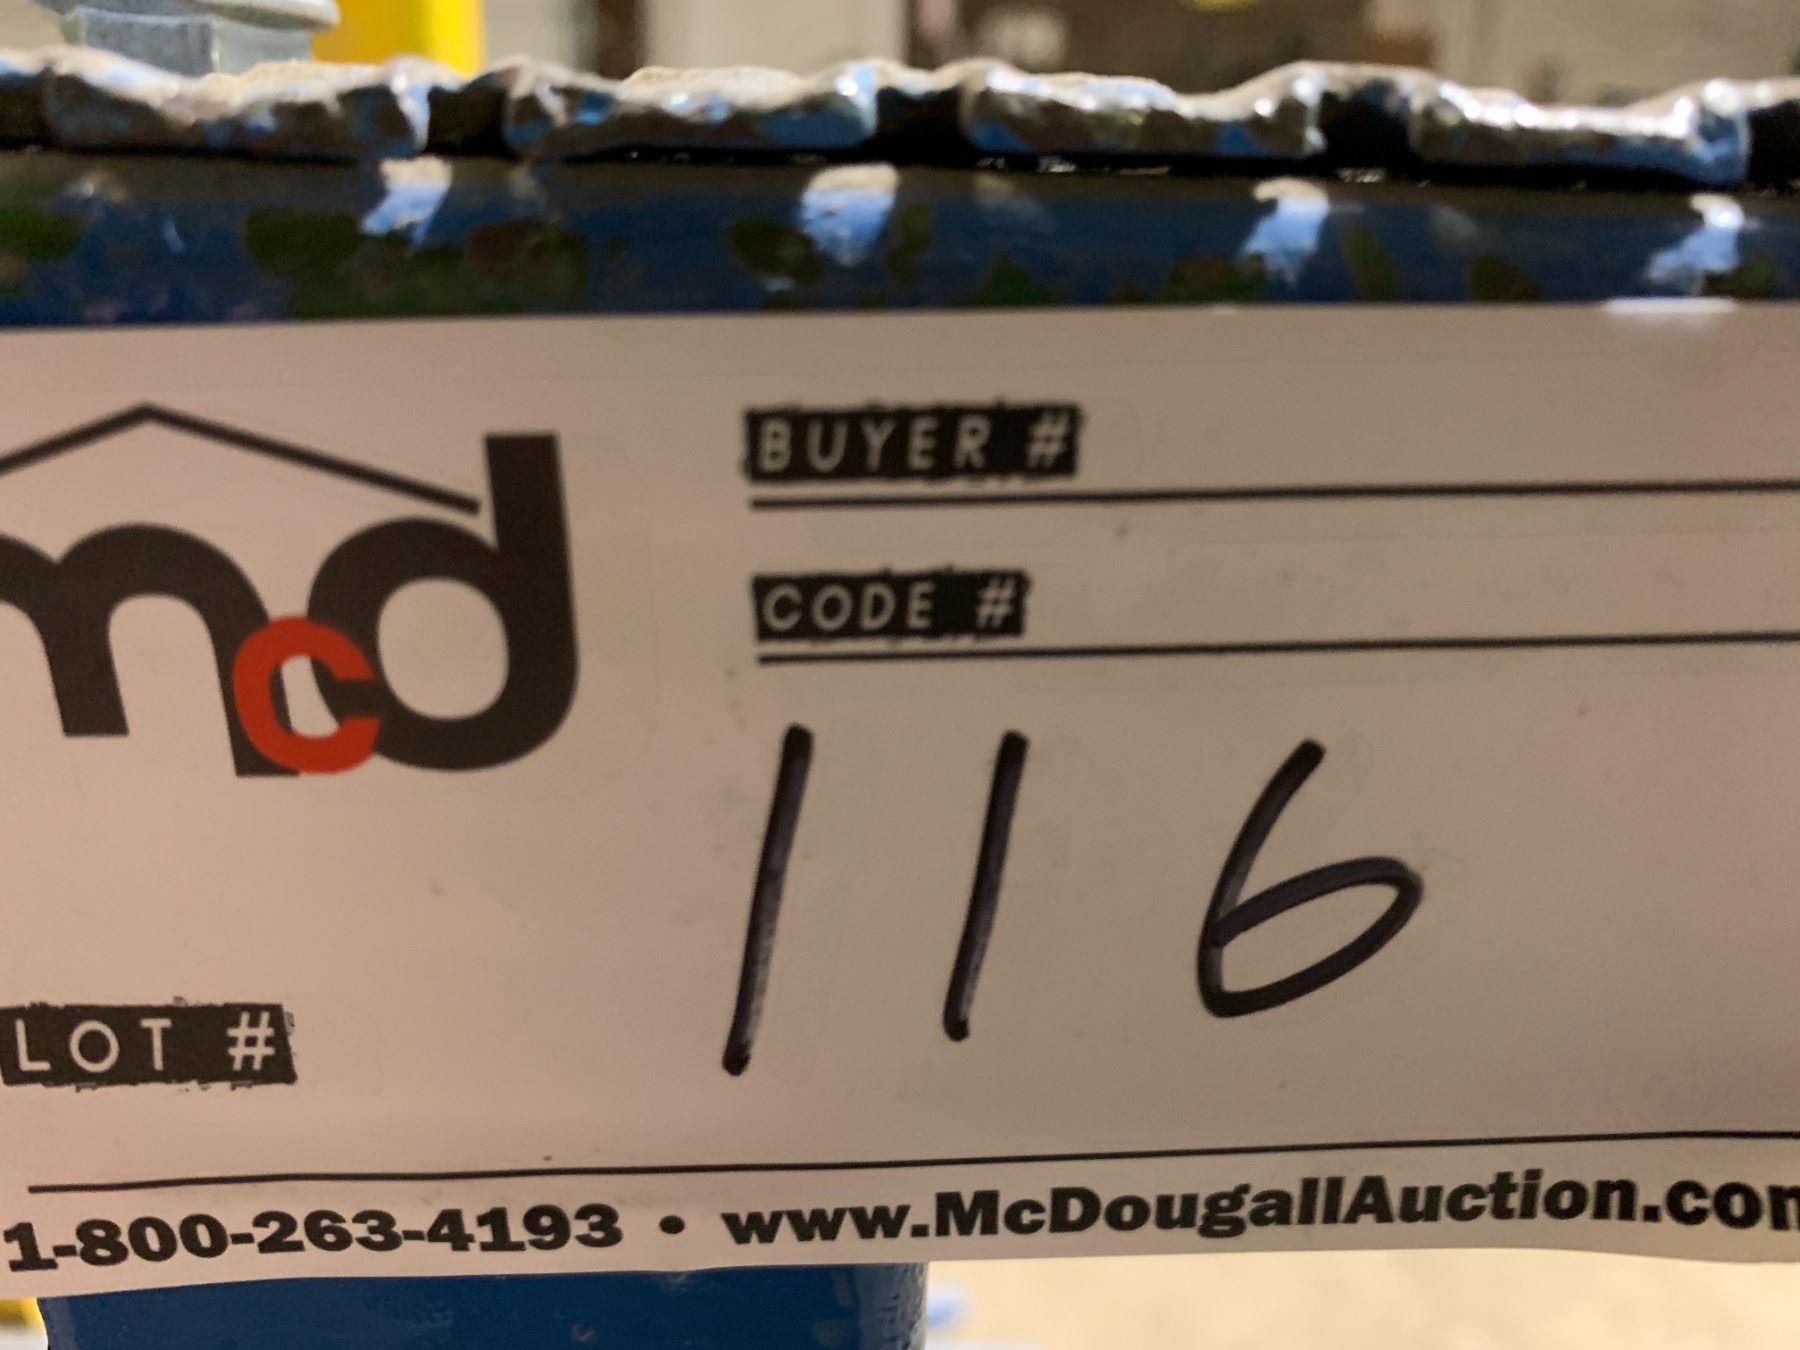 mcd
BUYER #
CODE #
LOT # 116
1-800-263-4193 • www.McDougallAuction.com